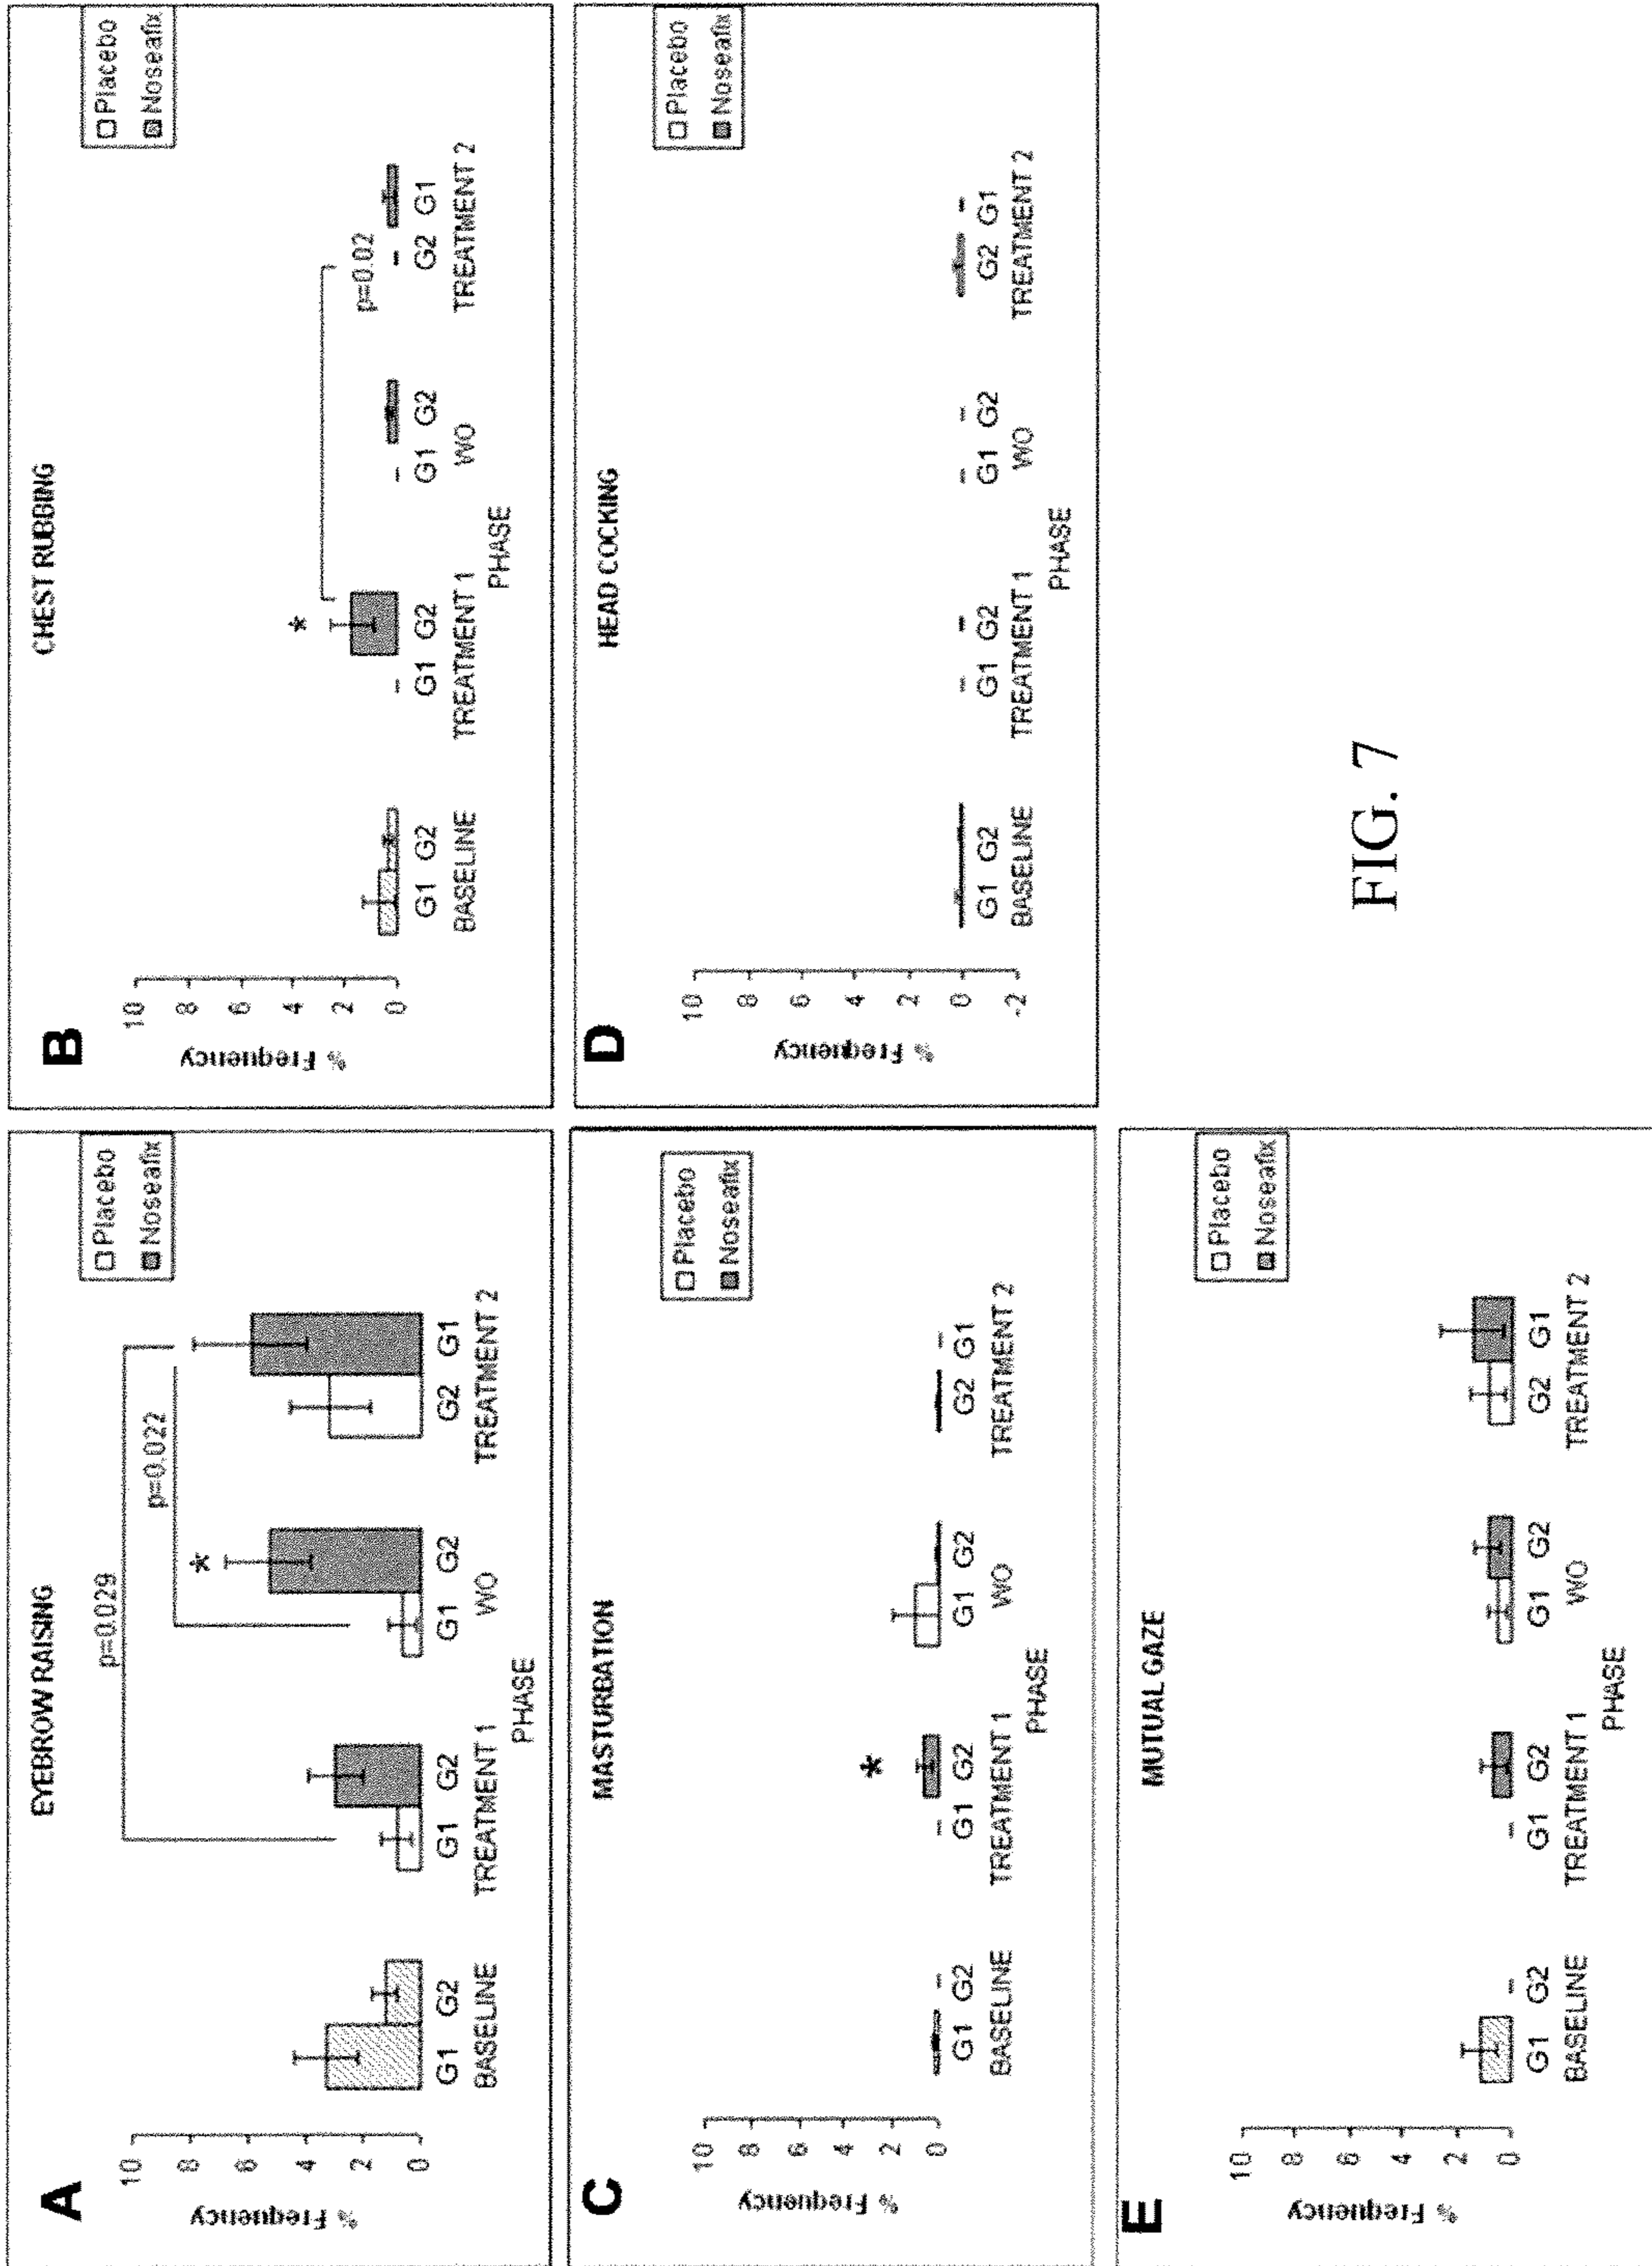 A
EYEBROW RAISING
Placebo
Noseafix
p=0.029
p=0.022
*
% Frequency
10
8
6
4
2
0
G1 G2 G1 G2 G1 G2 G2 G1
BASELINE TREATMENT 1 WO TREATMENT 2
PHASE
B
CHEST RUBBING
Placebo
Noseafix
*
p=0.02
% Frequency
10
8
6
4
2
0
G1 G2 G1 G2 G1 G2 G2 G1
BASELINE TREATMENT 1 WO TREATMENT 2
PHASE
C
MASTURBATION
Placebo
Noseafix
*
% Frequency
10
8
6
4
2
0
G1 G2 G1 G2 G1 G2 G2 G1
BASELINE TREATMENT 1 WO TREATMENT 2
PHASE
D
HEAD COCKING
Placebo
Noseafix
% Frequency
10
8
6
4
2
0
-2
G1 G2 G1 G2 G1 G2 G2 G1
BASELINE TREATMENT 1 WO TREATMENT 2
PHASE
E
MUTUAL GAZE
Placebo
Noseafix
% Frequency
10
8
6
4
2
0
G1 G2 G1 G2 G1 G2 G2 G1
BASELINE TREATMENT 1 WO TREATMENT 2
PHASE
FIG. 7